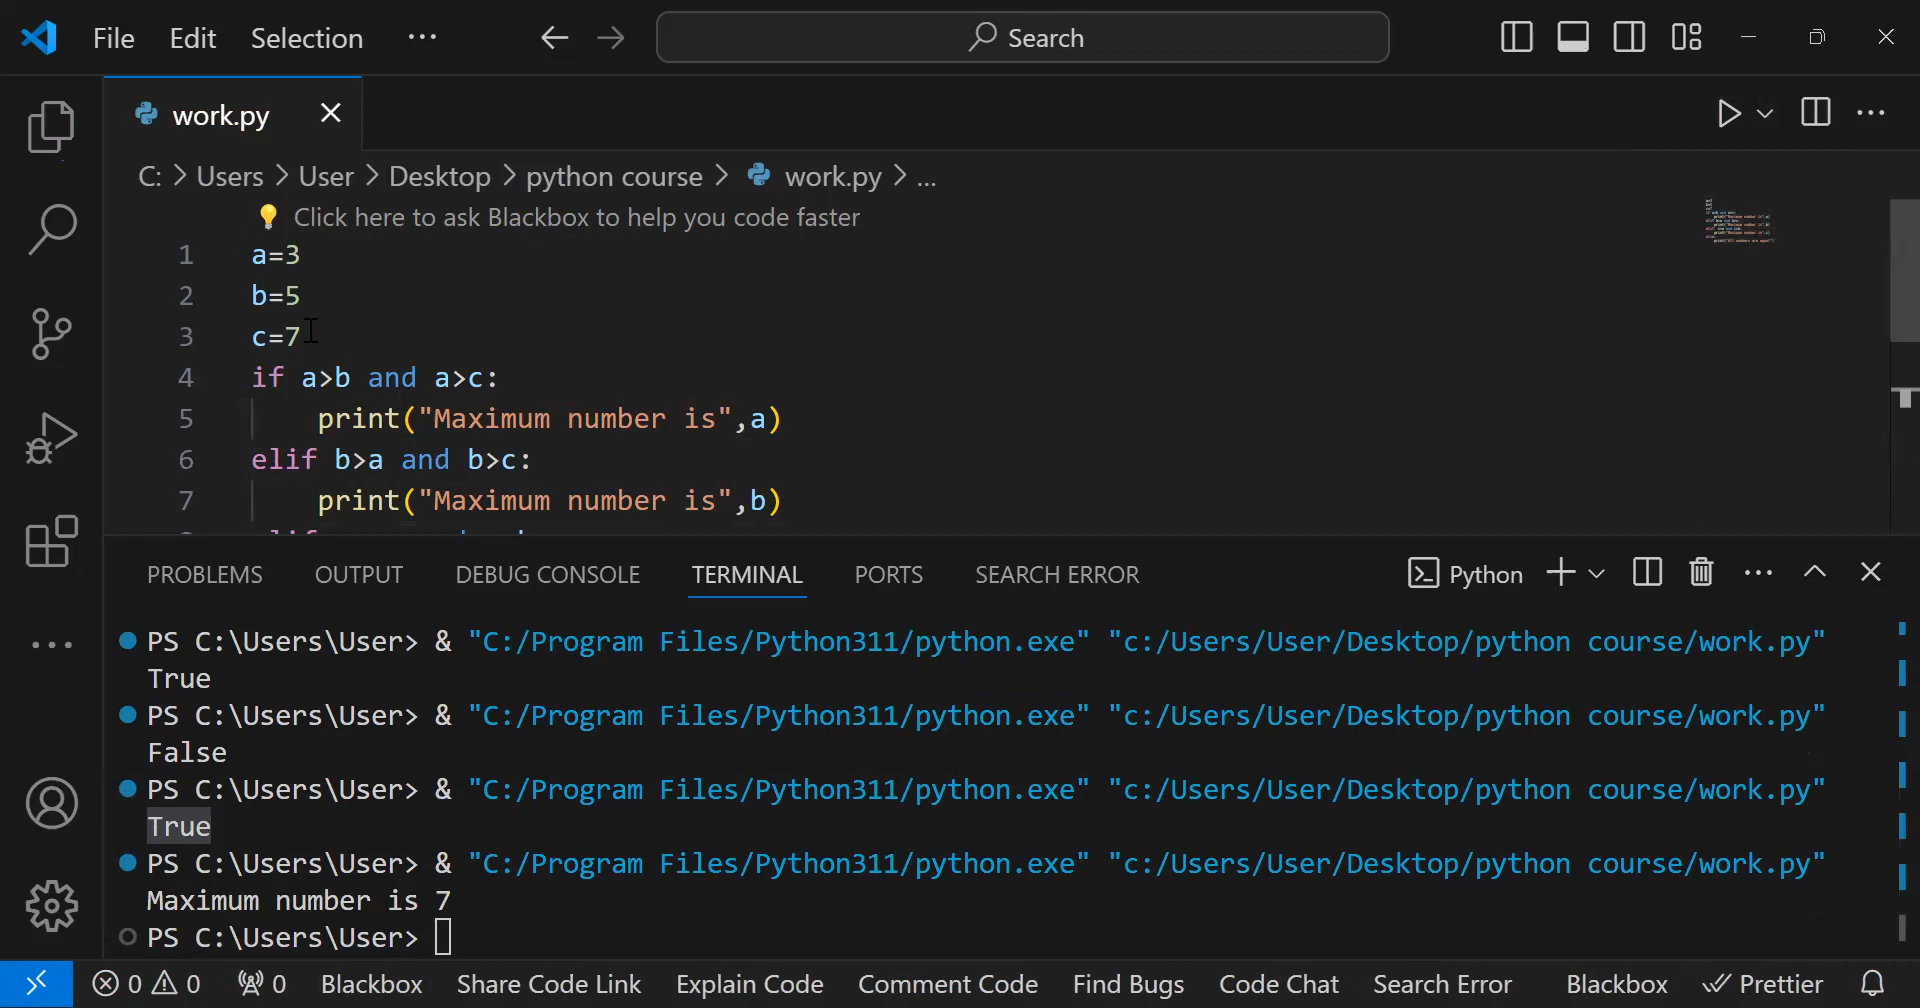 File Edit Selection ... Search
work.py
C: > Users > User > Desktop > python course > work.py > ...
Click here to ask Blackbox to help you code faster
1 a=3
2 b=5
3 c=7
4 if a>b and a>c:
5 print("Maximum number is",a)
6 elif b>a and b>c:
7 print("Maximum number is",b)
PROBLEMS OUTPUT DEBUG CONSOLE TERMINAL PORTS SEARCH ERROR Python
PS C:\Users\User> & "C:/Program Files/Python311/python.exe" "c:/Users/User/Desktop/python course/work.py"
True
PS C:\Users\User> & "C:/Program Files/Python311/python.exe" "c:/Users/User/Desktop/python course/work.py"
False
PS C:\Users\User> & "C:/Program Files/Python311/python.exe" "c:/Users/User/Desktop/python course/work.py"
True
PS C:\Users\User> & "C:/Program Files/Python311/python.exe" "c:/Users/User/Desktop/python course/work.py"
Maximum number is 7
PS C:\Users\User>
0 0 0 Blackbox Share Code Link Explain Code Comment Code Find Bugs Code Chat Search Error Blackbox Prettier